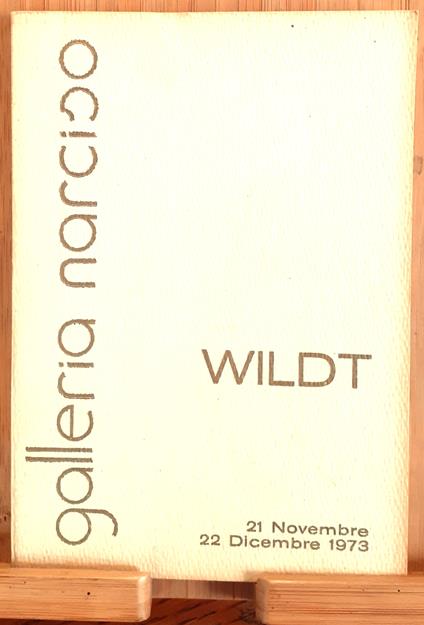 galleria narciso
WILDT
21 Novembre
22 Dicembre 1973